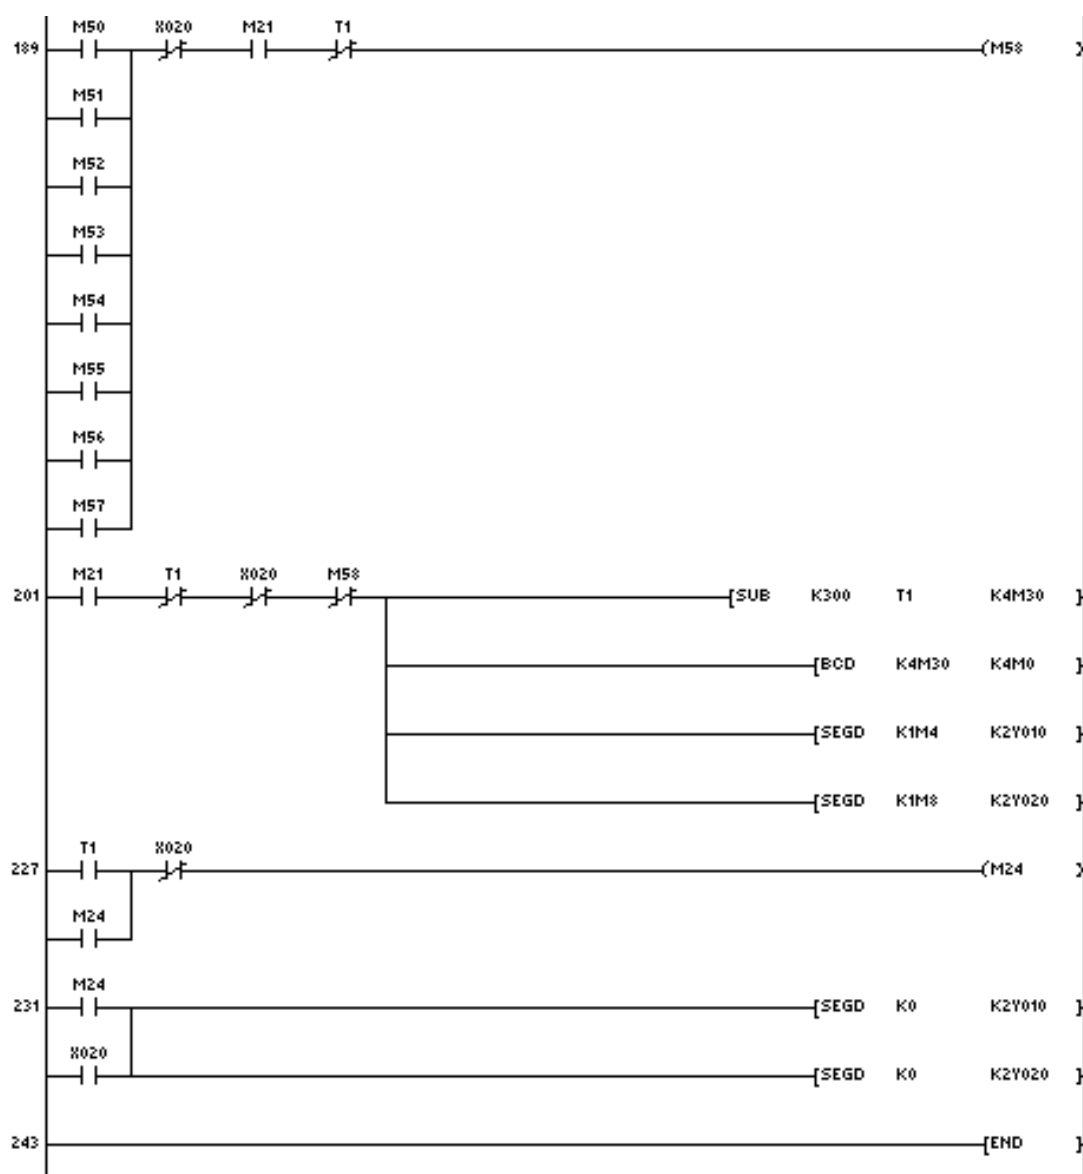 M50 X020 M21 T1
189 (M58 )
M51
M52
M53
M54
M55
M56
M57
M21 T1 X020 M58
201 [SUB K300 T1 K4M30 ]
[BCD K4M30 K4M0 ]
[SEGD K1M4 K2Y010 ]
[SEGD K1M8 K2Y020 ]
T1 X020
227 (M24 )
M24
M24
231 [SEGD K0 K2Y010 ]
X020
[SEGD K0 K2Y020 ]
243 [END ]